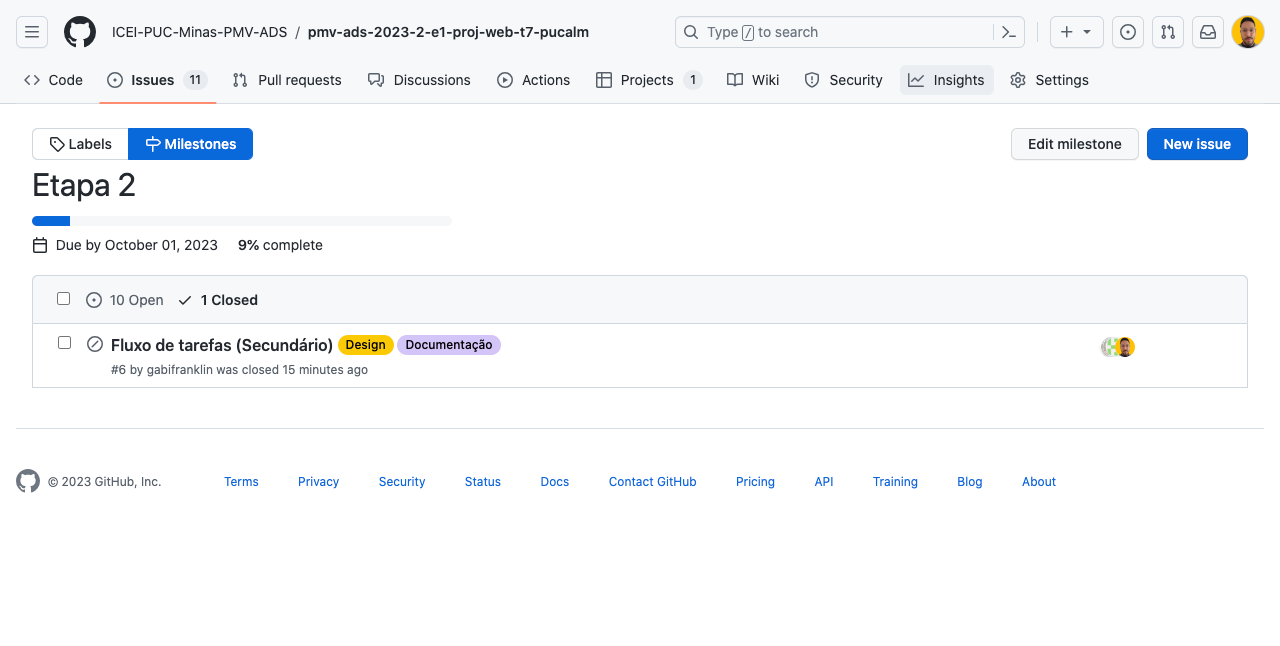 ICEI-PUC-Minas-PMV-ADS / pmv-ads-2023-2-e1-proj-web-t7-pucalm Type / to search
Code Issues 11 Pull requests Discussions Actions Projects 1 Wiki Security Insights Settings
Labels Milestones Edit milestone New issue
Etapa 2
Due by October 01, 2023 9% complete
10 Open 1 Closed
Fluxo de tarefas (Secundário) Design Documentação
#6 by gabifranklin was closed 15 minutes ago
© 2023 GitHub, Inc. Terms Privacy Security Status Docs Contact GitHub Pricing API Training Blog About